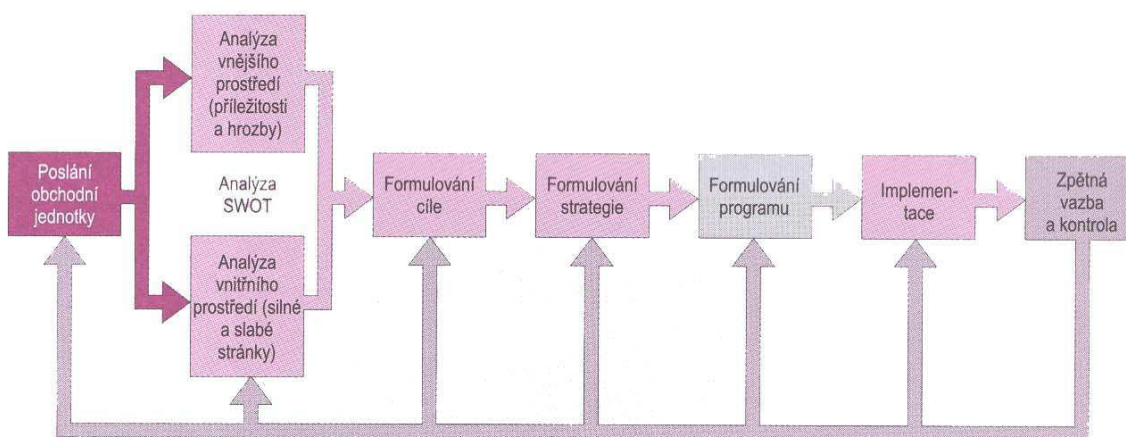 Poslání
obchodní
jednotky
Analýza
vnějšího
prostředí
(příležitosti
a hrozby)
Analýza
SWOT
Analýza
vnitřního
prostředí (silné
a slabé
stránky)
Formulování
cíle
Formulování
strategie
Formulování
programu
Implemen-
tace
Zpětná
vazba
a kontrola